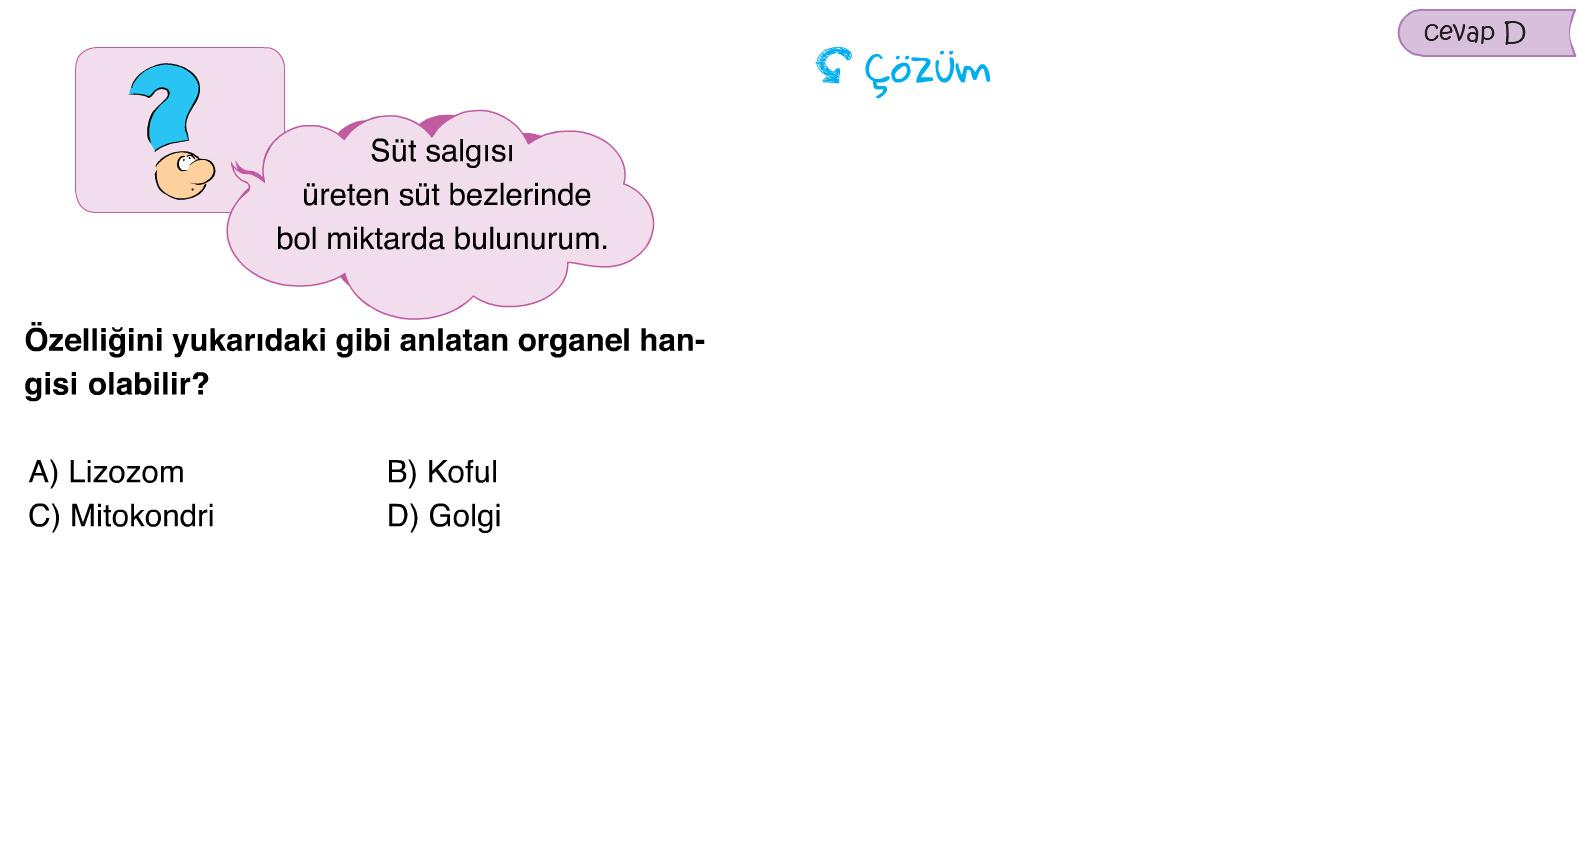 Süt salgısı
üreten süt bezlerinde
bol miktarda bulunurum.
Özelliğini yukarıdaki gibi anlatan organel han-
gisi olabilir?
A) Lizozom
B) Koful
C) Mitokondri
D) Golgi
Çözüm
cevap D